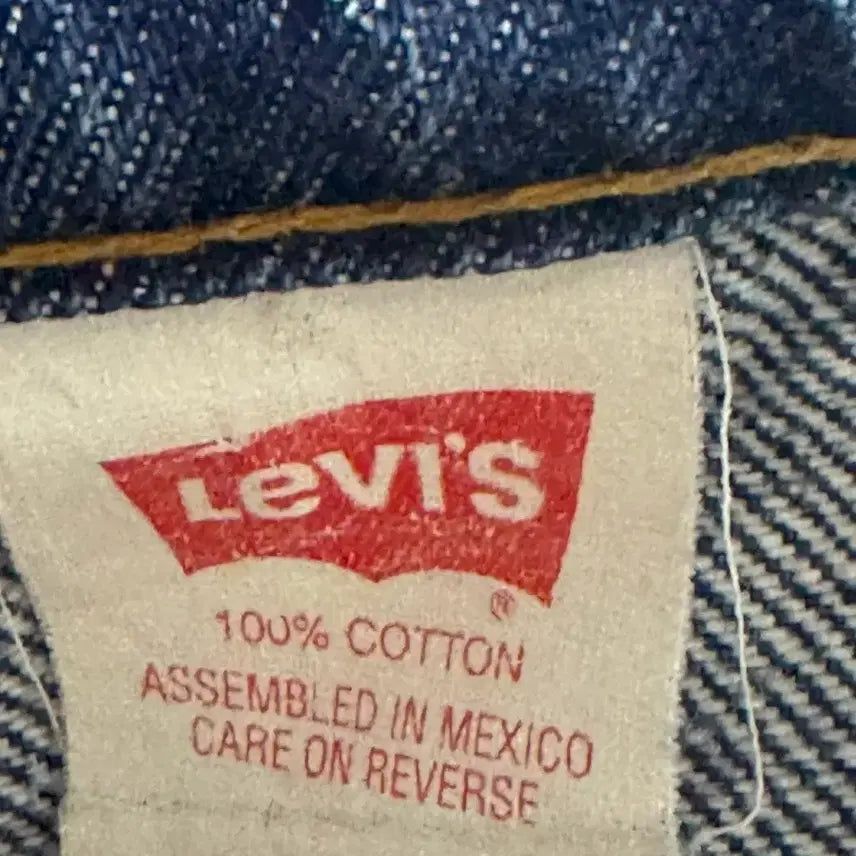 LeVI'S
®
100% COTTON
ASSEMBLED IN MEXICO
CARE ON REVERSE